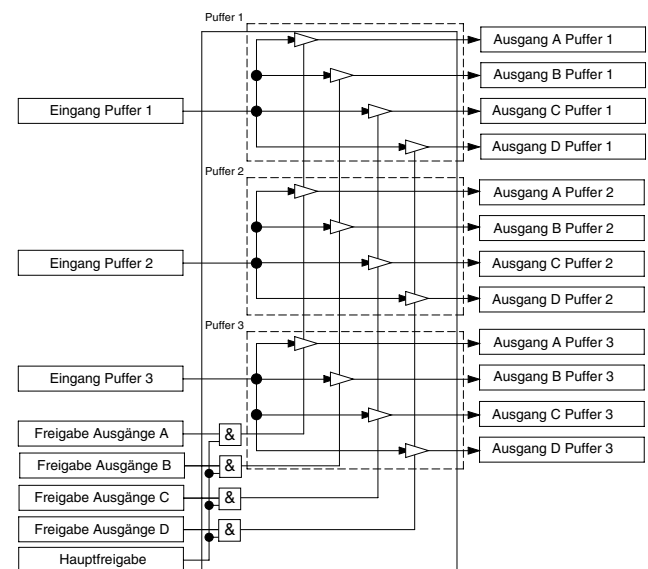 Puffer 1
Ausgang A Puffer 1
Ausgang B Puffer 1
Eingang Puffer 1
Ausgang C Puffer 1
Ausgang D Puffer 1
Puffer 2
Ausgang A Puffer 2
Ausgang B Puffer 2
Eingang Puffer 2
Ausgang C Puffer 2
Ausgang D Puffer 2
Puffer 3
Ausgang A Puffer 3
Eingang Puffer 3
Ausgang B Puffer 3
Ausgang C Puffer 3
Freigabe Ausgänge A
&
Ausgang D Puffer 3
Freigabe Ausgänge B
&
Freigabe Ausgänge C
&
Freigabe Ausgänge D
&
Hauptfreigabe